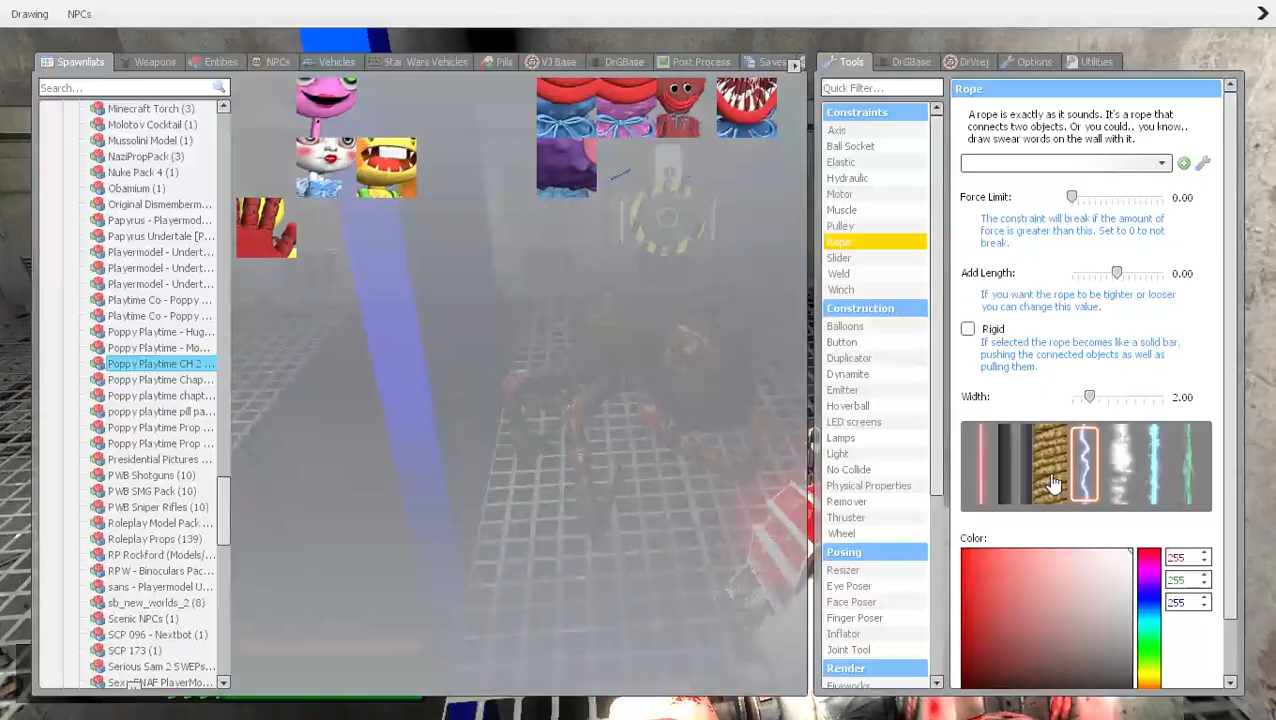 Drawing NPCs
Spawnlists Weapons Entities NPCs Vehicles Star Wars Vehicles Pills V3 Base DrGBase Post Process Saves
Search...
Minecraft Torch (3)
Molotov Cocktail (1)
Mussolini Model (1)
NaziPropPack (3)
Nuke Pack 4 (1)
Obamium (1)
Original Dismemberm...
Papyrus - Playermod...
Papyrus Undertale [P...
Playermodel - Undert...
Playermodel - Undert...
Playermodel - Undert...
Playtime Co - Poppy ...
Playtime Co - Poppy ...
Poppy Playtime - Hug...
Poppy Playtime - Mo...
Poppy Playtime CH 2 ...
Poppy Playtime Chap...
Poppy playtime chapt...
poppy playtime pill pa...
Poppy Playtime Prop ...
Poppy Playtime Prop ...
Presidential Pictures ...
PWB Shotguns (10)
PWB SMG Pack (10)
PWB Sniper Rifles (10)
Roleplay Model Pack ...
Roleplay Props (139)
RP Rockford (Models/...
RPW - Binoculars Pac...
sans - Playermodel U...
sb_new_worlds_2 (8)
Scenic NPCs (1)
SCP 096 - Nextbot (1)
SCP 173 (1)
Serious Sam 2 SWEPs...
FNAF PlayerMo...
Tools DrGBase DrVrej Options Utilities
Quick Filter...
Constraints
Axis
Ball Socket
Elastic
Hydraulic
Motor
Muscle
Pulley
Rope
Slider
Weld
Winch
Construction
Balloons
Button
Duplicator
Dynamite
Emitter
Hoverball
LED screens
Lamps
Light
No Collide
Physical Properties
Remover
Thruster
Wheel
Posing
Resizer
Eye Poser
Face Poser
Finger Poser
Inflator
Joint Tool
Render
Fireworks
Rope
A rope is exactly as it sounds. It's a rope that
connects two objects. Or you could.. you know..
draw swear words on the wall with it.
Force Limit: 0.00
The constraint will break if the amount of
force is greater than this. Set to 0 to not
break.
Add Length: 0.00
If you want the rope to be tighter or looser
you can change this value.
Rigid
If selected the rope becomes like a solid bar,
pushing the connected objects as well as
pulling them.
Width: 2.00
Color:
255
255
255